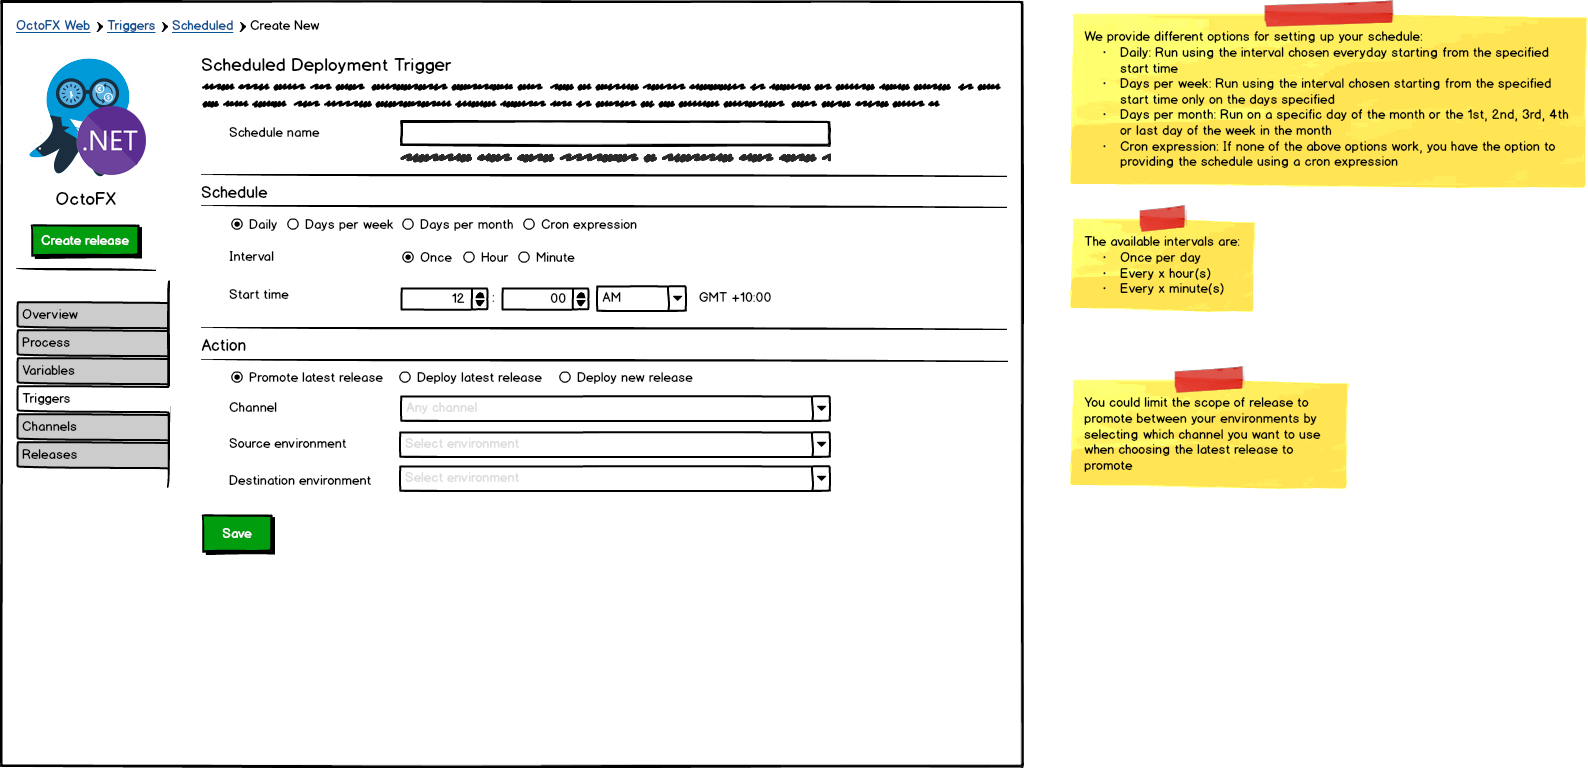 OctoFX Web > Triggers > Scheduled > Create New
.NET
OctoFX
Create release
Overview
Process
Variables
Triggers
Channels
Releases
Scheduled Deployment Trigger
Schedule name
Schedule
Daily Days per week Days per month Cron expression
Interval Once Hour Minute
Start time 12 : 00 AM GMT +10:00
Action
Promote latest release Deploy latest release Deploy new release
Channel Any channel
Source environment Select environment
Destination environment Select environment
Save
We provide different options for setting up your schedule:
· Daily: Run using the interval chosen everyday starting from the specified
start time
· Days per week: Run using the interval chosen starting from the specified
start time only on the days specified
· Days per month: Run on a specific day of the month or the 1st, 2nd, 3rd, 4th
or last day of the week in the month
· Cron expression: If none of the above options work, you have the option to
providing the schedule using a cron expression
The available intervals are:
· Once per day
· Every x hour(s)
· Every x minute(s)
You could limit the scope of release to
promote between your environments by
selecting which channel you want to use
when choosing the latest release to
promote